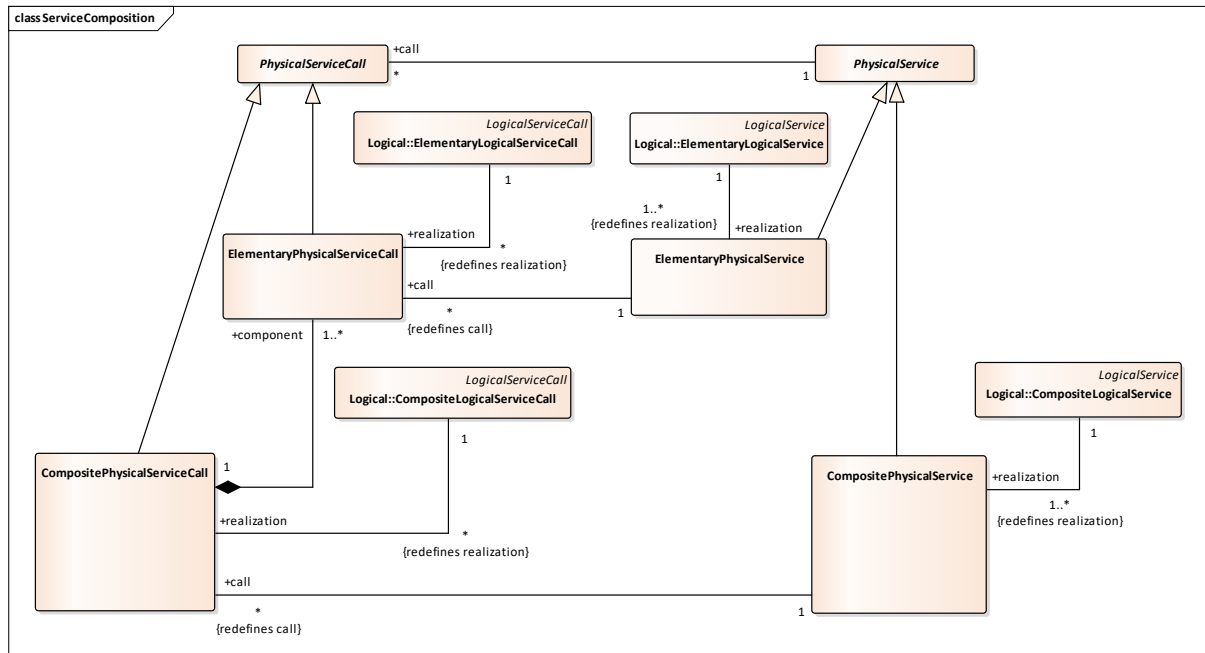 class ServiceComposition
PhysicalServiceCall
+call
*
1
PhysicalService
LogicalServiceCall
Logical::ElementaryLogicalServiceCall
1
LogicalService
Logical::ElementaryLogicalService
1
1..*
{redefines realization}
+realization
+realization
*
{redefines realization}
ElementaryPhysicalServiceCall
ElementaryPhysicalService
+call
*
{redefines call}
1
+component
1..*
LogicalServiceCall
Logical::CompositeLogicalServiceCall
1
LogicalService
Logical::CompositeLogicalService
1
CompositePhysicalServiceCall
1
CompositePhysicalService
+realization
1..*
{redefines realization}
+realization
*
{redefines realization}
+call
*
{redefines call}
1